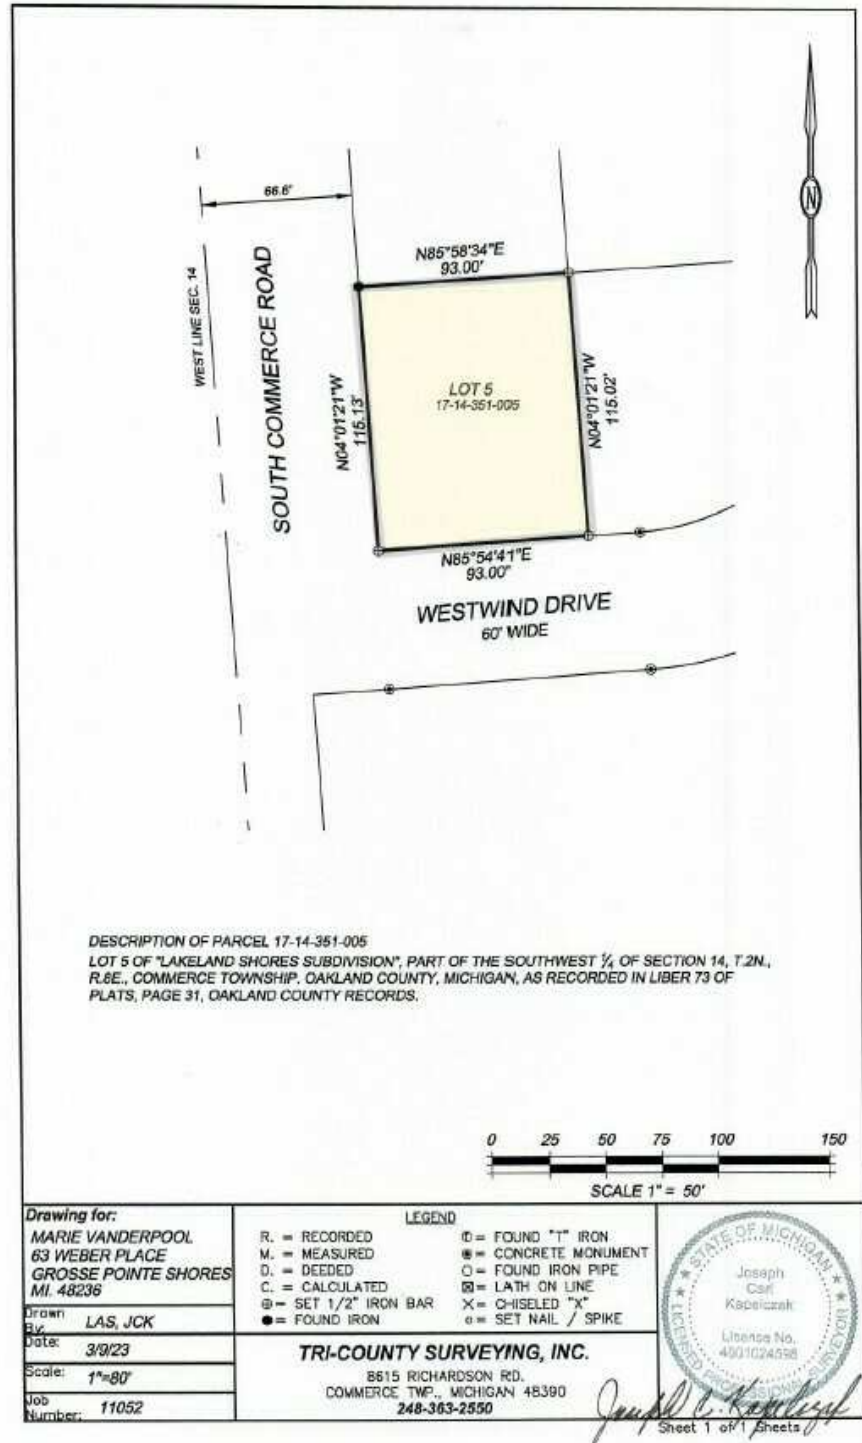 N
66.6'
WEST LINE SEC. 14
SOUTH COMMERCE ROAD
N85°58'34"E
93.00'
N04°01'21"W
115.13'
LOT 5
17-14-351-005
N04°01'21"W
115.02'
N85°54'41"E
93.00'
WESTWIND DRIVE
60' WIDE
DESCRIPTION OF PARCEL 17-14-351-005
LOT 5 OF "LAKELAND SHORES SUBDIVISION", PART OF THE SOUTHWEST ¼ OF SECTION 14, T.2N.,
R.8E., COMMERCE TOWNSHIP, OAKLAND COUNTY, MICHIGAN, AS RECORDED IN LIBER 73 OF
PLATS, PAGE 31, OAKLAND COUNTY RECORDS.
0 25 50 75 100 150
SCALE 1" = 50'
Drawing for:
MARIE VANDERPOOL
63 WEBER PLACE
GROSSE POINTE SHORES
MI. 48236
Drawn By: LAS, JCK
Date: 3/9/23
Scale: 1"=80'
Job Number: 11052
LEGEND
R. = RECORDED
M. = MEASURED
D. = DEEDED
C. = CALCULATED
= SET 1/2" IRON BAR
= FOUND IRON
= FOUND "T" IRON
= CONCRETE MONUMENT
= FOUND IRON PIPE
= LATH ON LINE
= CHISELED "X"
= SET NAIL / SPIKE
TRI-COUNTY SURVEYING, INC.
8615 RICHARDSON RD.
COMMERCE TWP., MICHIGAN 48390
248-363-2550
STATE OF MICHIGAN
Joseph
Carl
Kapelczak
License No.
4001024598
LICENSED PROFESSIONAL SURVEYOR
Sheet 1 of 1 Sheets